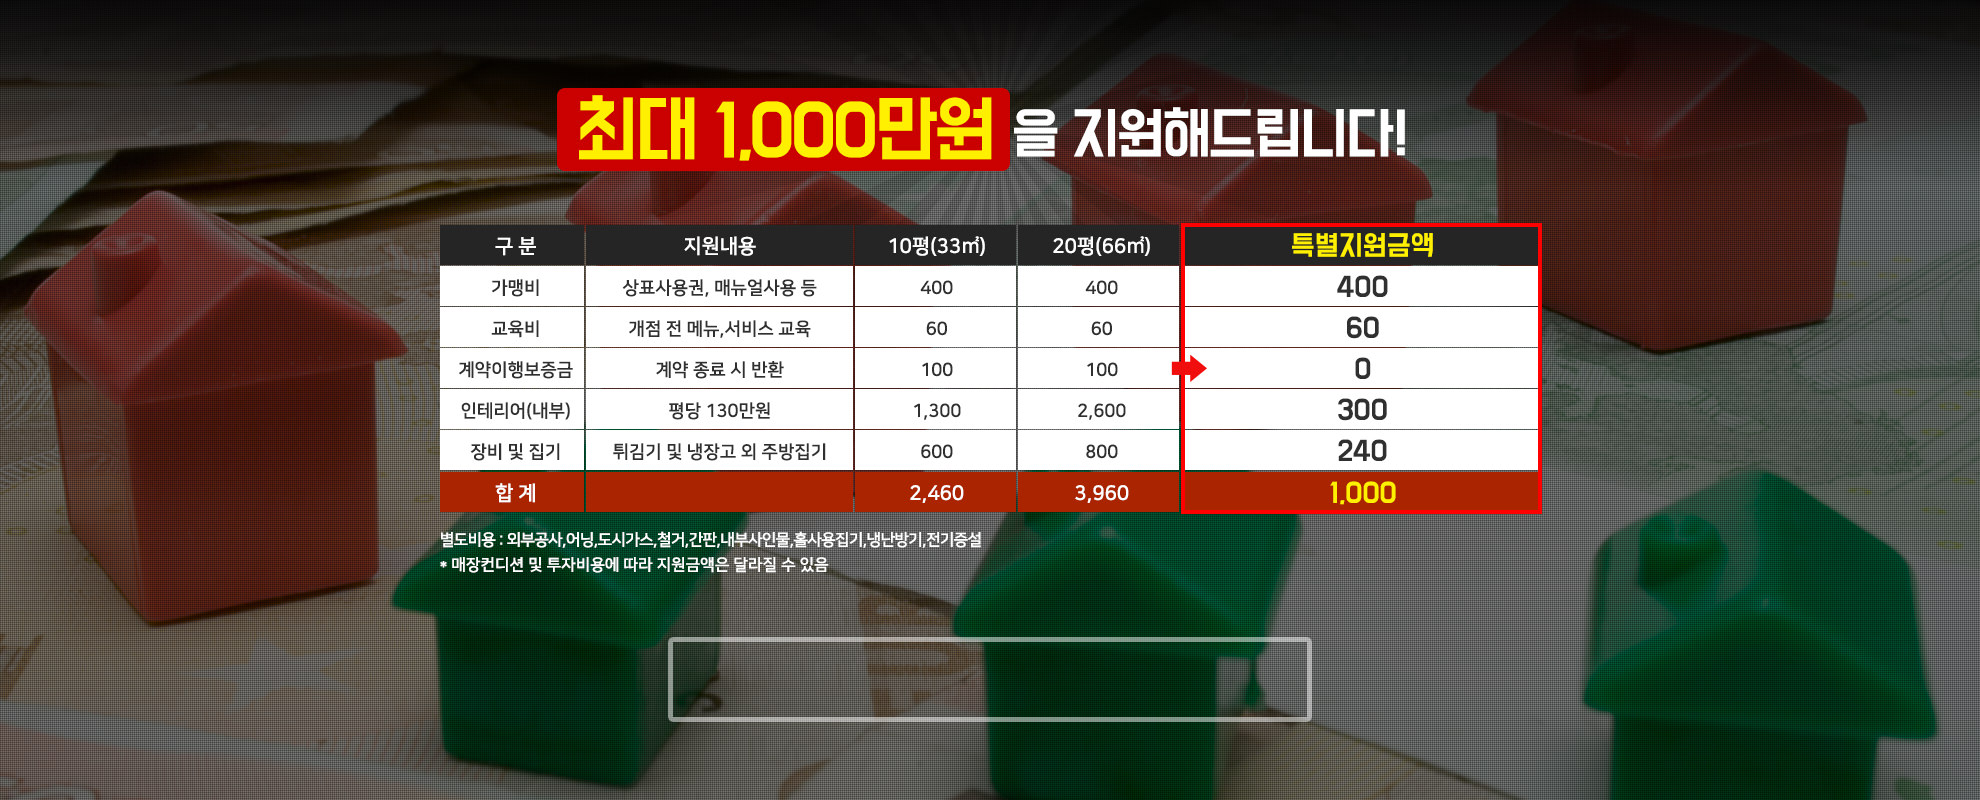 최대 1,000만원을 지원해드립니다!
구 분 지원내용 10평(33㎡) 20평(66㎡) 특별지원금액
가맹비 상표사용권, 매뉴얼사용 등 400 400 400
교육비 개점 전 메뉴,서비스 교육 60 60 60
계약이행보증금 계약 종료 시 반환 100 100 0
인테리어(내부) 평당 130만원 1,300 2,600 300
장비 및 집기 튀김기 및 냉장고 외 주방집기 600 800 240
합 계 2,460 3,960 1,000
별도비용 : 외부공사,어닝,도시가스,철거,간판,내부사인물,홀사용집기,냉난방기,전기증설
* 매장컨디션 및 투자비용에 따라 지원금액은 달라질 수 있음